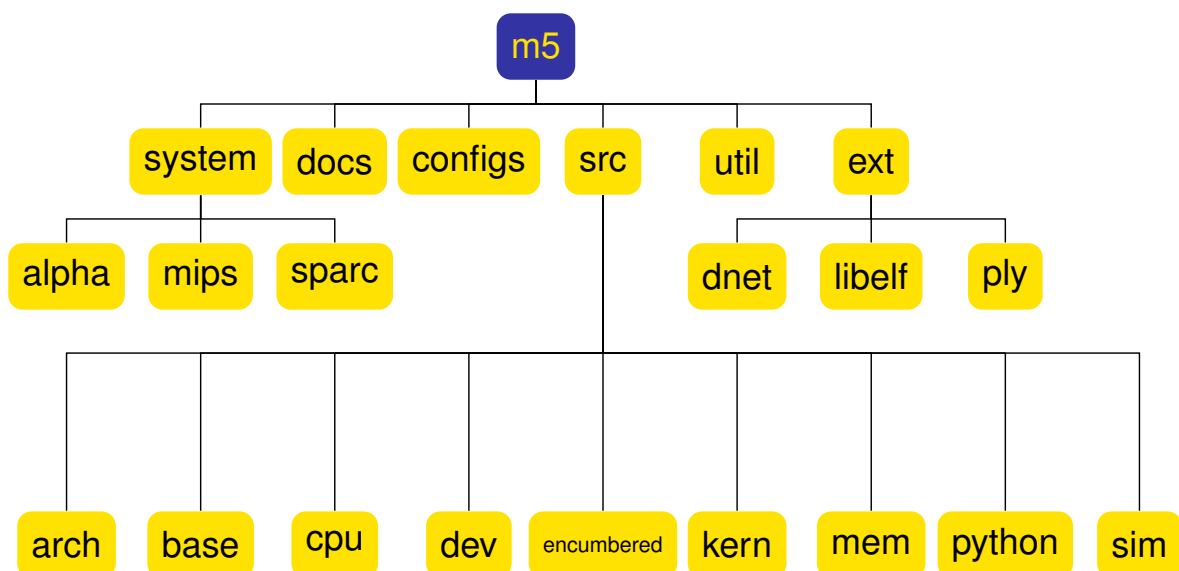 m5
system
docs
configs
src
util
ext
alpha
mips
sparc
dnet
libelf
ply
arch
base
cpu
dev
encumbered
kern
mem
python
sim